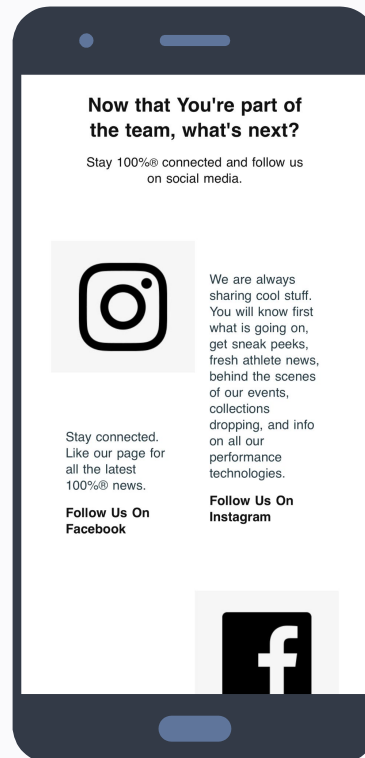 Now that You're part of
the team, what's next?
Stay 100%® connected and follow us
on social media.
We are always
sharing cool stuff.
You will know first
what is going on,
get sneak peeks,
fresh athlete news,
behind the scenes
of our events,
collections
dropping, and info
on all our
performance
technologies.
Follow Us On
Instagram
Stay connected.
Like our page for
all the latest
100%® news.
Follow Us On
Facebook